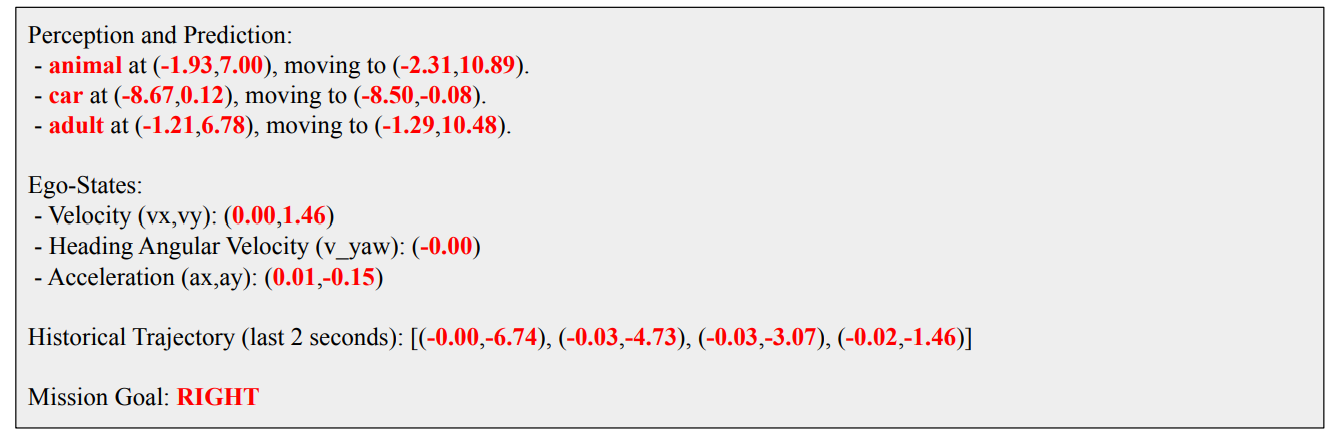 Perception and Prediction:
- animal at (-1.93,7.00), moving to (-2.31,10.89).
- car at (-8.67,0.12), moving to (-8.50,-0.08).
- adult at (-1.21,6.78), moving to (-1.29,10.48).
Ego-States:
- Velocity (vx,vy): (0.00,1.46)
- Heading Angular Velocity (v_yaw): (-0.00)
- Acceleration (ax,ay): (0.01,-0.15)
Historical Trajectory (last 2 seconds): [(-0.00,-6.74), (-0.03,-4.73), (-0.03,-3.07), (-0.02,-1.46)]
Mission Goal: RIGHT